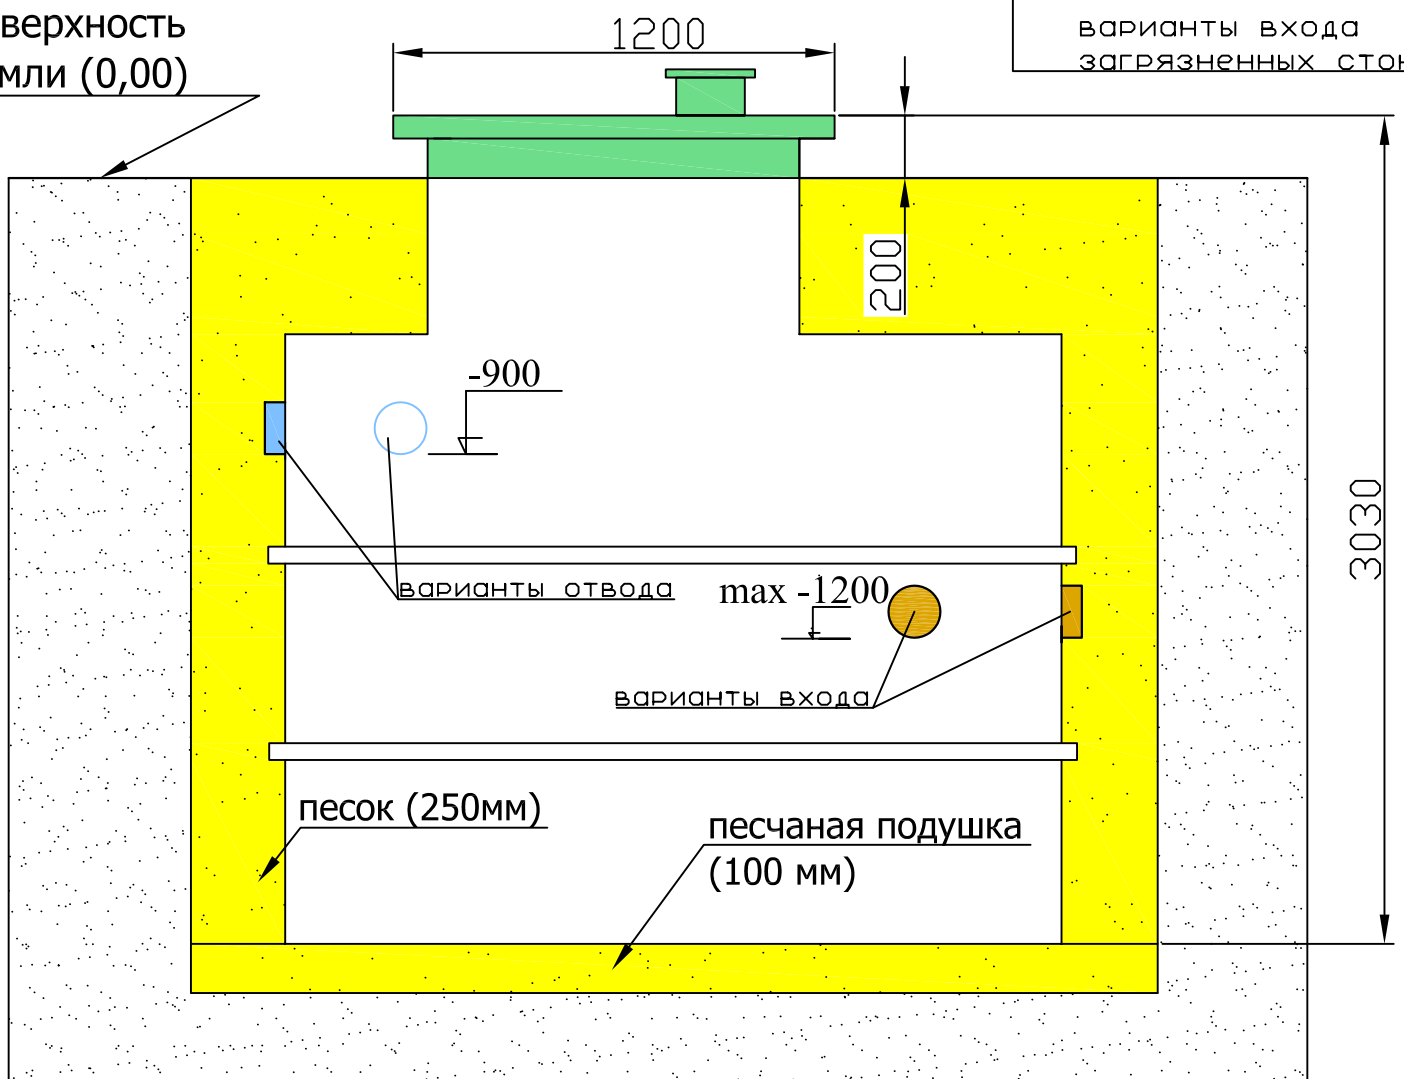 верхность
мли (0,00)
1200
варианты входа
загрязненных сток
200
-900
3030
варианты отвода
max -1200
варианты входа
песок (250мм)
песчаная подушка
(100 мм)